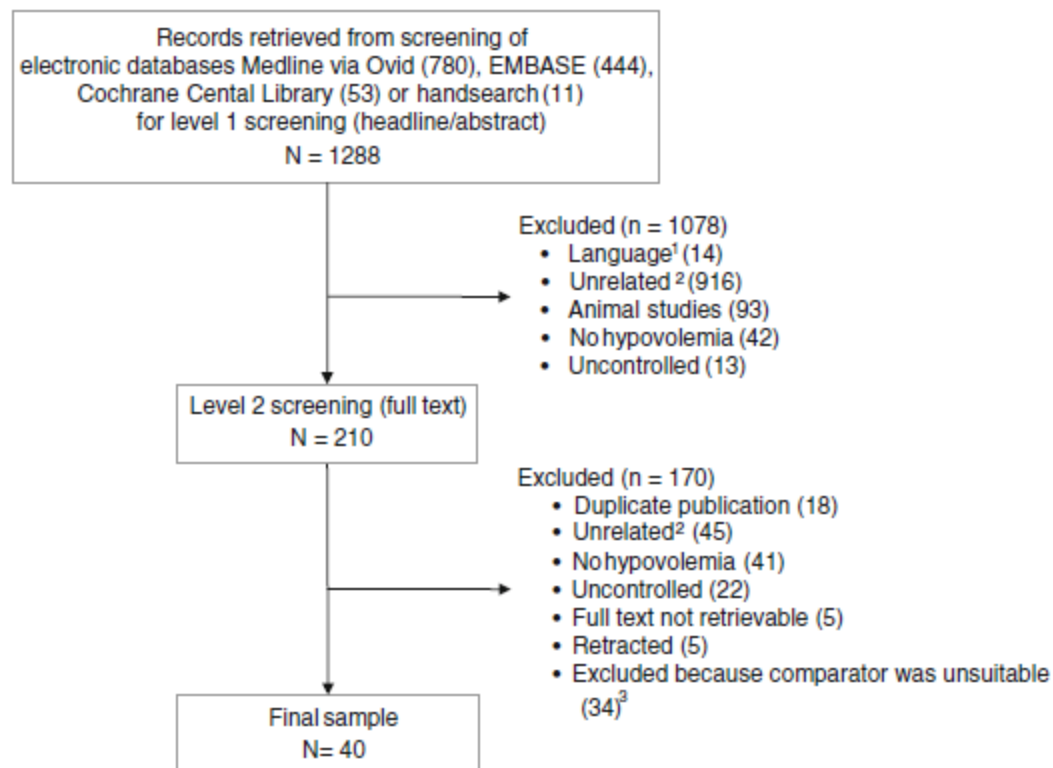 Records retrieved from screening of
electronic databases Medline via Ovid (780), EMBASE (444),
Cochrane Cental Library (53) or handsearch (11)
for level 1 screening (headline/abstract)
N = 1288
Excluded (n = 1078)
• Language¹ (14)
• Unrelated ² (916)
• Animal studies (93)
• No hypovolemia (42)
• Uncontrolled (13)
Level 2 screening (full text)
N = 210
Excluded (n = 170)
• Duplicate publication (18)
• Unrelated² (45)
• No hypovolemia (41)
• Uncontrolled (22)
• Full text not retrievable (5)
• Retracted (5)
• Excluded because comparator was unsuitable
(34)³
Final sample
N= 40